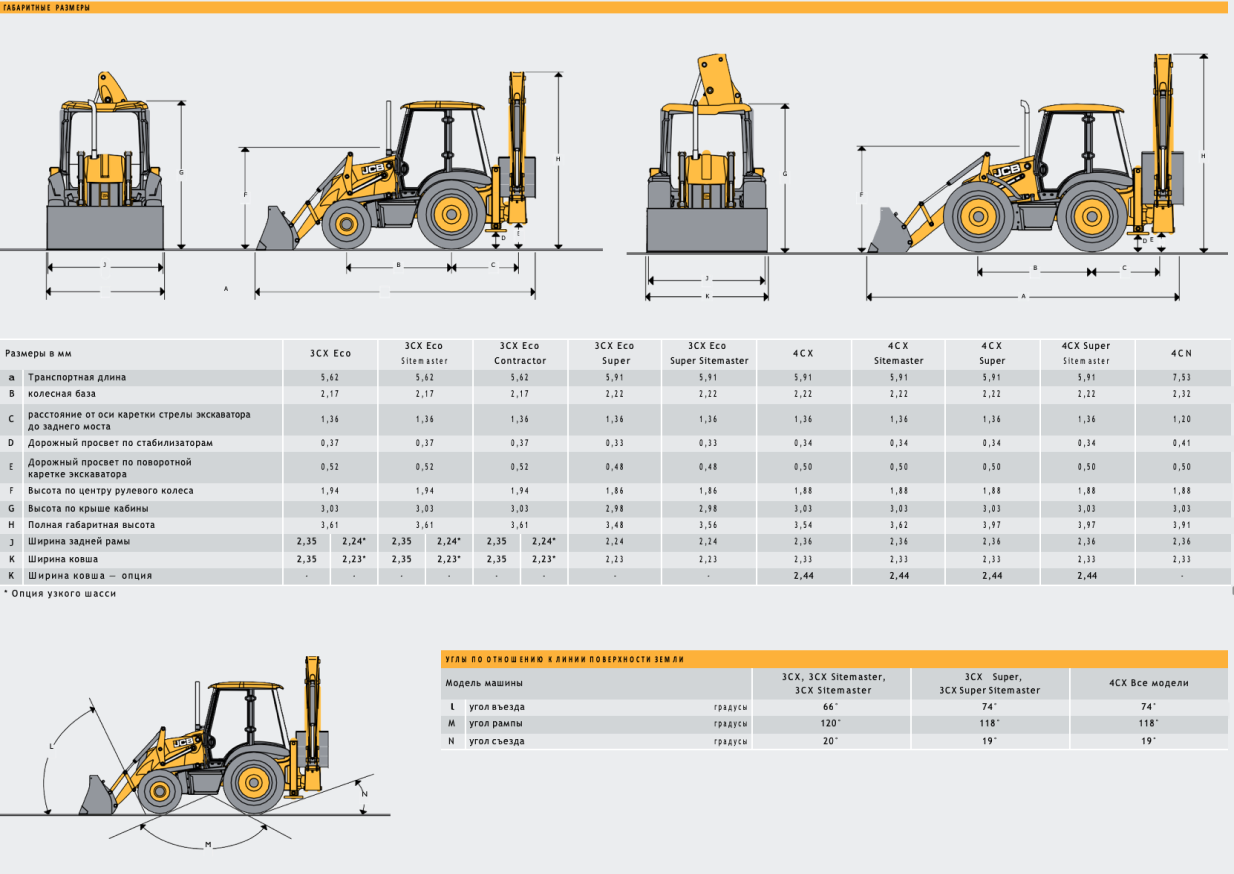 ГАБАРИТНЫЕ РАЗМЕРЫ
G
J
F
H
JCB
D
E
B
C
A
G
J
K
F
H
JCB
D E
B
C
A
Размеры в мм 3CX Eco 3CX Eco Sitemaster 3CX Eco Contractor 3CX Eco Super 3CX Eco Super Sitemaster 4CX 4CX Sitemaster 4CX Super 4CX Super Sitemaster 4CN
a Транспортная длина 5,62 5,62 5,62 5,91 5,91 5,91 5,91 5,91 5,91 7,53
B колесная база 2,17 2,17 2,17 2,22 2,22 2,22 2,22 2,22 2,22 2,32
C расстояние от оси каретки стрелы экскаватора
до заднего моста 1,36 1,36 1,36 1,36 1,36 1,36 1,36 1,36 1,36 1,20
D Дорожный просвет по стабилизаторам 0,37 0,37 0,37 0,33 0,33 0,34 0,34 0,34 0,34 0,41
E Дорожный просвет по поворотной
каретке экскаватора 0,52 0,52 0,52 0,48 0,48 0,50 0,50 0,50 0,50 0,50
F Высота по центру рулевого колеса 1,94 1,94 1,94 1,86 1,86 1,88 1,88 1,88 1,88 1,88
G Высота по крыше кабины 3,03 3,03 3,03 2,98 2,98 3,03 3,03 3,03 3,03 3,03
H Полная габаритная высота 3,61 3,61 3,61 3,48 3,56 3,54 3,62 3,97 3,97 3,91
J Ширина задней рамы 2,35 2,24* 2,35 2,24* 2,35 2,24* 2,24 2,24 2,36 2,36 2,36 2,36 2,36
K Ширина ковша 2,35 2,23* 2,35 2,23* 2,35 2,23* 2,23 2,23 2,33 2,33 2,33 2,33 2,33
K Ширина ковша — опция - - - - - - - - 2,44 2,44 2,44 2,44 -
* Опция узкого шасси
L
JCB
N
M
УГЛЫ ПО ОТНОШЕНИЮ К ЛИНИИ ПОВЕРХНОСТИ ЗЕМЛИ
Модель машины 3CX, 3CX Sitemaster, 3CX Sitemaster 3CX Super, 3CX Super Sitemaster 4CX Все модели
l угол въезда градусы 66° 74° 74°
M угол рампы градусы 120° 118° 118°
N угол съезда градусы 20° 19° 19°